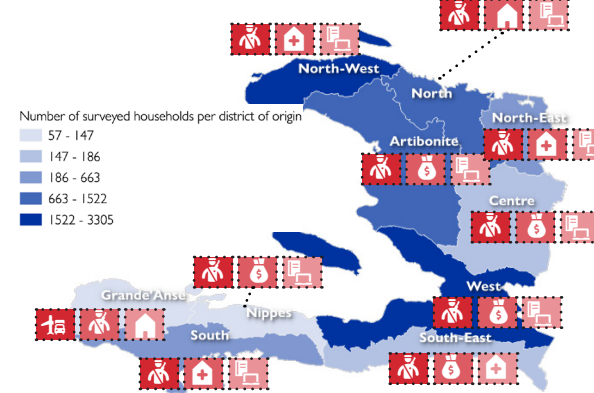 North-West
North
Number of surveyed households per district of origin
North-East
57 - 147
147 - 186
Artibonite
186 - 663
663 - 1522
Centre
1522 - 3305
West
Grande'Anse
Nippes
South
South-East